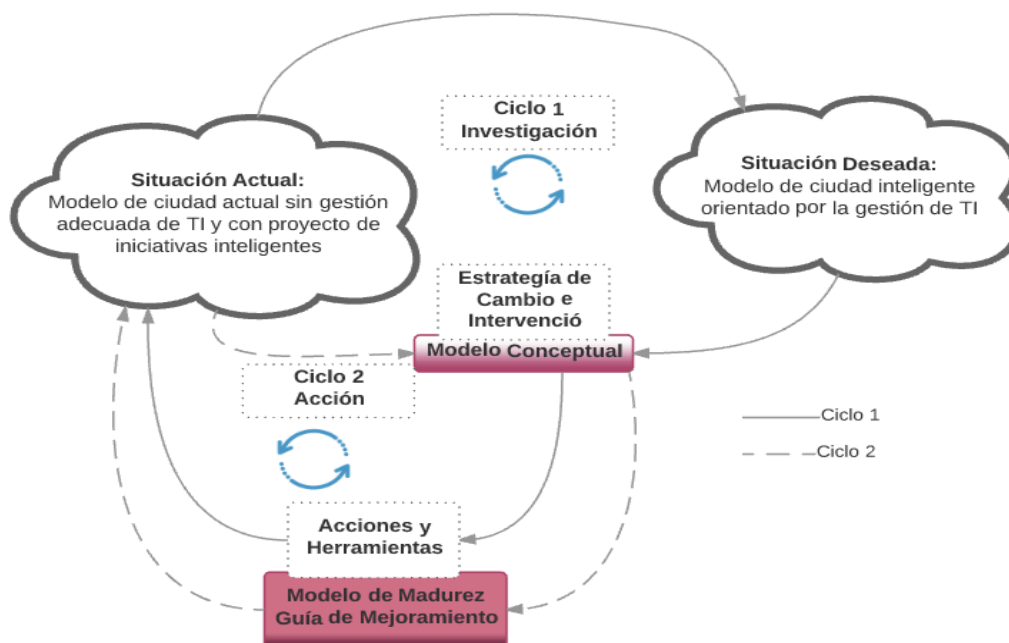 Ciclo 1
Investigación
Situación Actual:
Modelo de ciudad actual sin gestión
adecuada de TI y con proyecto de
iniciativas inteligentes
Situación Deseada:
Modelo de ciudad inteligente
orientado por la gestión de TI
Estrategía de
Cambio e
Intervenció
Modelo Conceptual
Ciclo 2
Acción
Ciclo 1
Ciclo 2
Acciones y
Herramientas
Modelo de Madurez
Guía de Mejoramiento